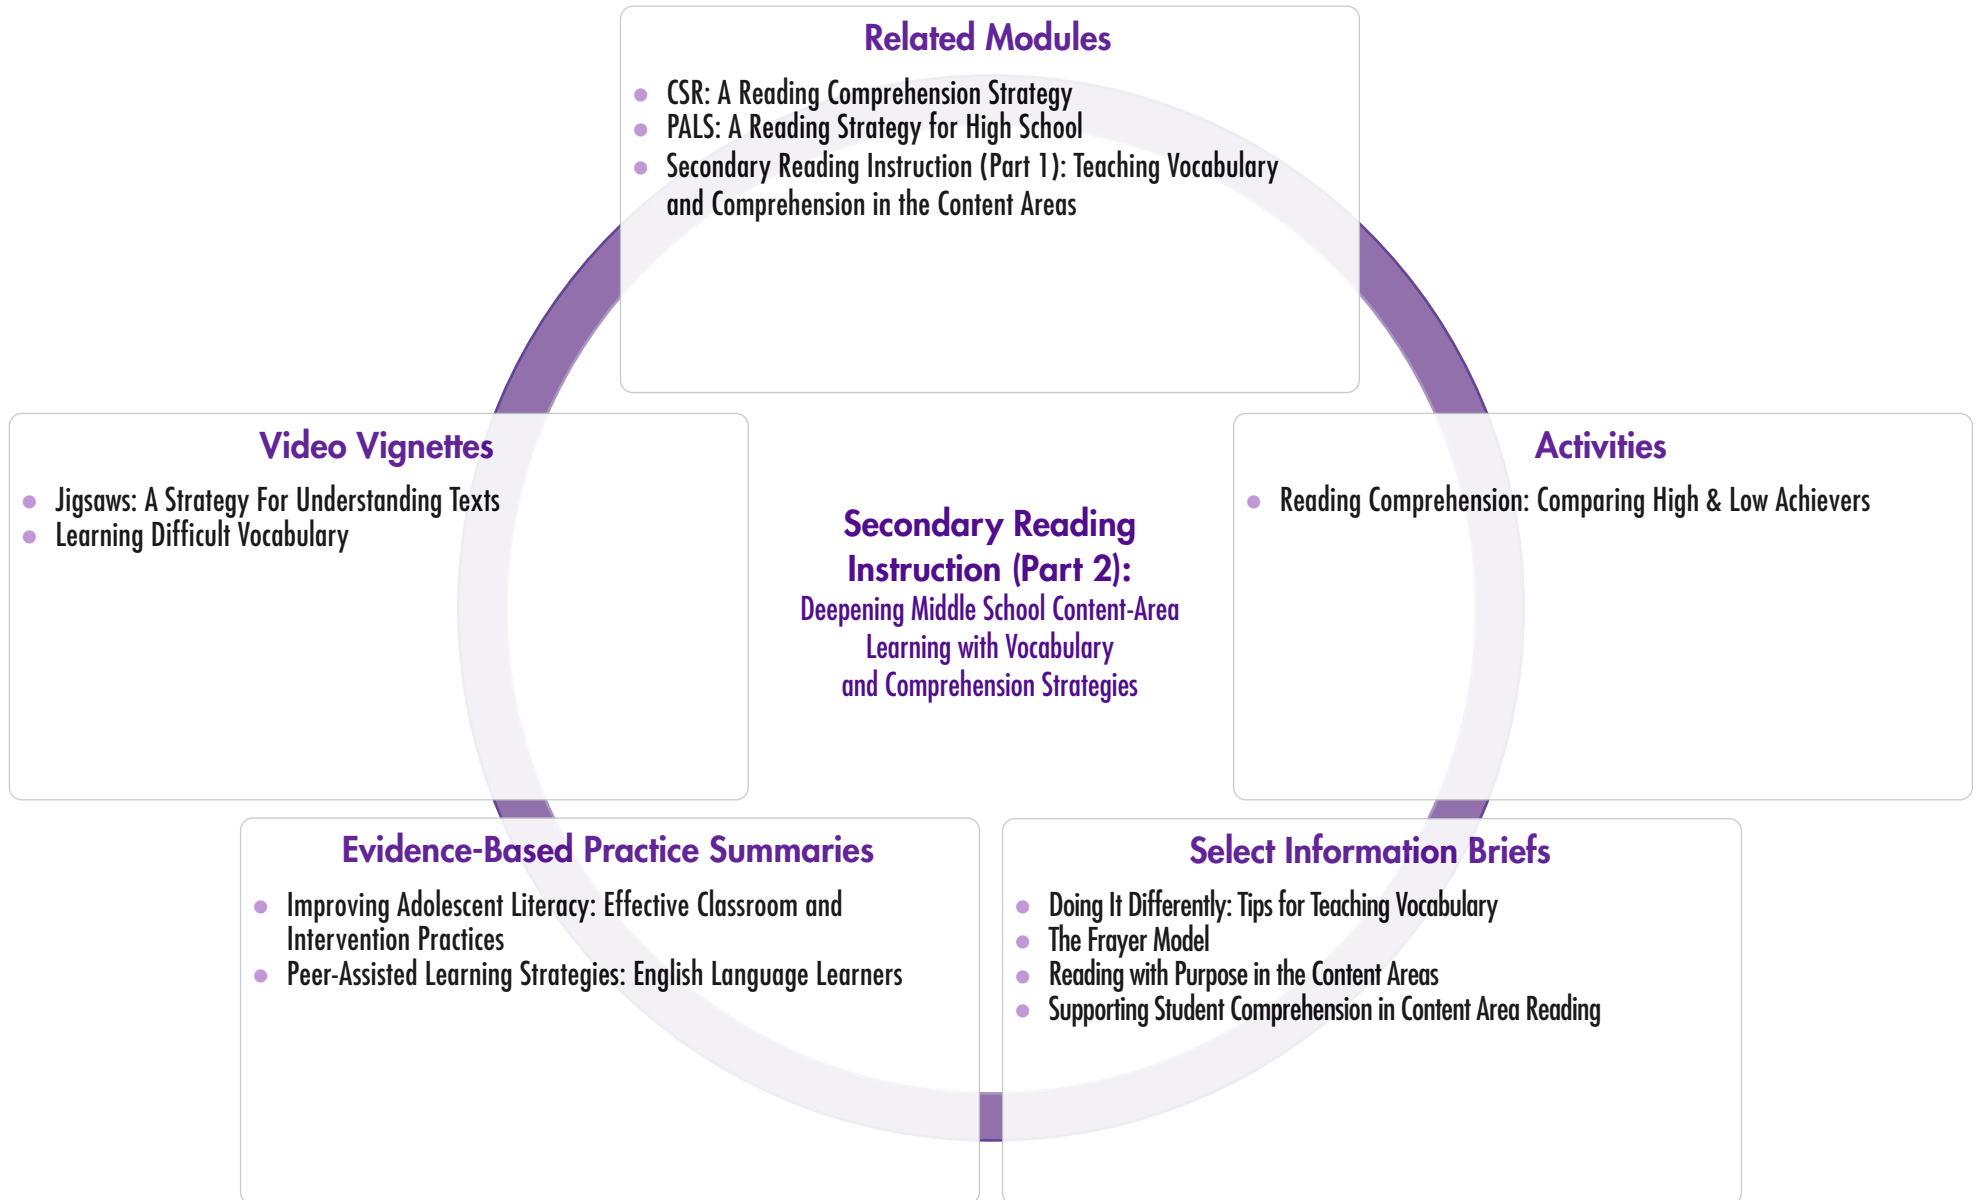 Related Modules
CSR: A Reading Comprehension Strategy
PALS: A Reading Strategy for High School
Secondary Reading Instruction (Part 1): Teaching Vocabulary
and Comprehension in the Content Areas
Video Vignettes
Jigsaws: A Strategy For Understanding Texts
Learning Difficult Vocabulary
Secondary Reading
Instruction (Part 2):
Deepening Middle School Content-Area
Learning with Vocabulary
and Comprehension Strategies
Activities
Reading Comprehension: Comparing High & Low Achievers
Evidence-Based Practice Summaries
Improving Adolescent Literacy: Effective Classroom and
Intervention Practices
Peer-Assisted Learning Strategies: English Language Learners
Select Information Briefs
Doing It Differently: Tips for Teaching Vocabulary
The Frayer Model
Reading with Purpose in the Content Areas
Supporting Student Comprehension in Content Area Reading